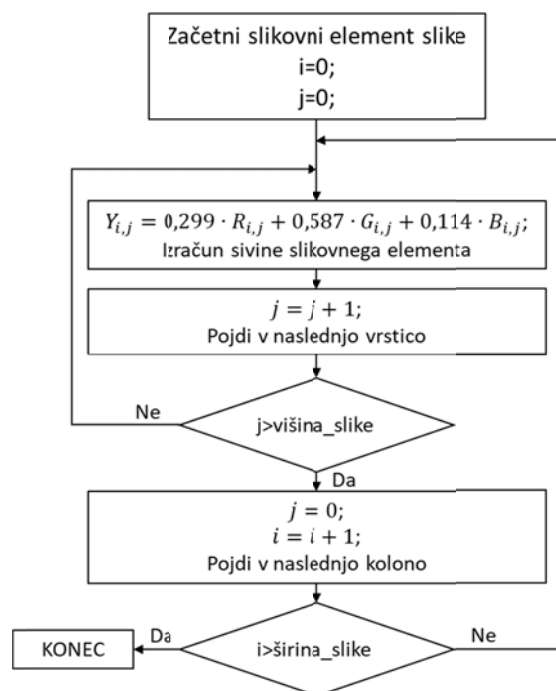 Začetni slikovni element slike
i=0;
j=0;
Y_{i,j} = 0,299 · R_{i,j} + 0,587 · G_{i,j} + 0,114 · B_{i,j};
Izračun sivine slikovnega elementa
j = j + 1;
Pojdi v naslednjo vrstico
Ne
j>višina_slike
Da
j = 0;
i = i + 1;
Pojdi v naslednjo kolono
KONEC
Da
i>širina_slike
Ne